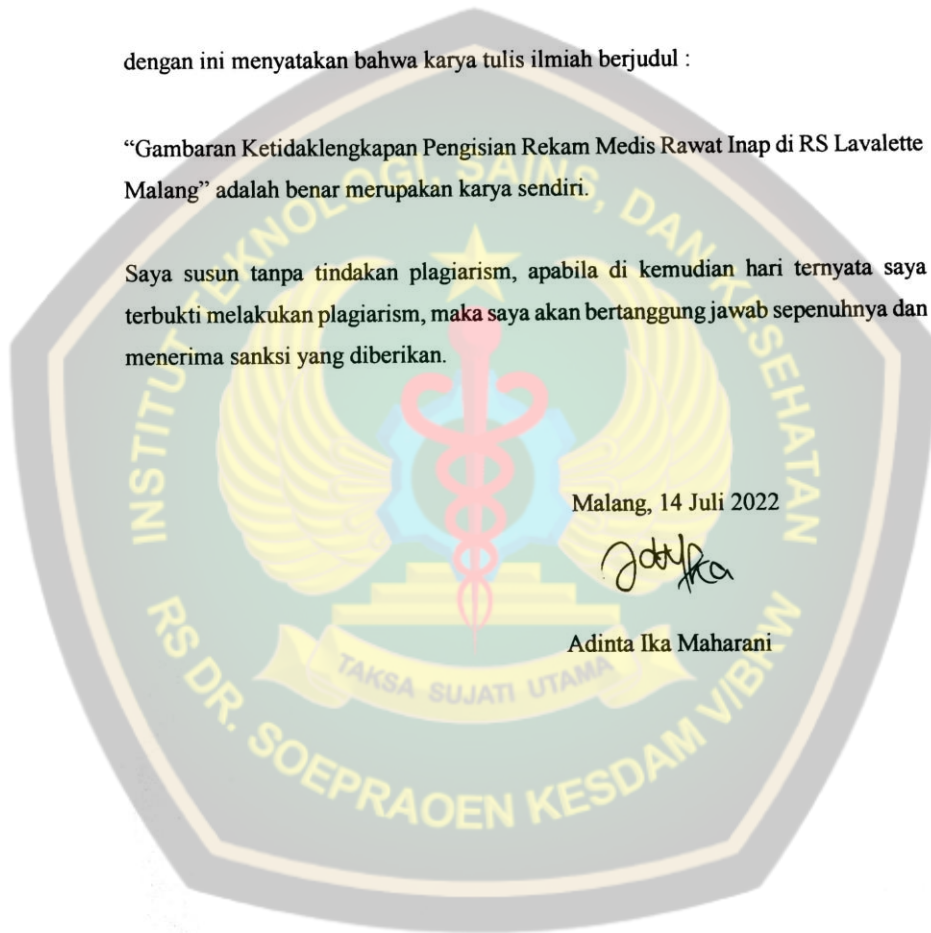 dengan ini menyatakan bahwa karya tulis ilmiah berjudul :
“Gambaran Ketidaklengkapan Pengisian Rekam Medis Rawat Inap di RS Lavalette
Malang” adalah benar merupakan karya sendiri.
Saya susun tanpa tindakan plagiarism, apabila di kemudian hari ternyata saya
terbukti melakukan plagiarism, maka saya akan bertanggung jawab sepenuhnya dan
menerima sanksi yang diberikan.
Malang, 14 Juli 2022
Adinta Ika Maharani
INSTITUT TEKNOLOGI, SAINS, DAN KESEHATAN
TAKSA SUJATI UTAMA
RS DR. SOEPRAOEN KESDAM V/BRW